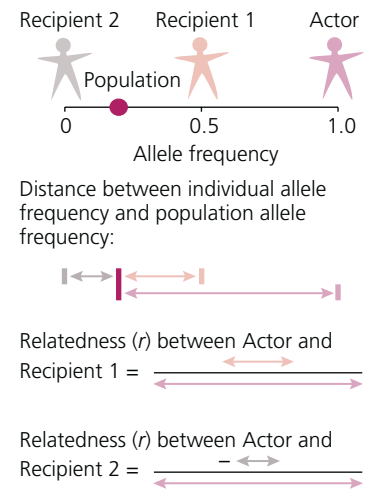 Recipient 2 Recipient 1 Actor
Population
0 0.5 1.0
Allele frequency
Distance between individual allele
frequency and population allele
frequency:
Relatedness (r) between Actor and
Recipient 1 =
Relatedness (r) between Actor and
Recipient 2 = –